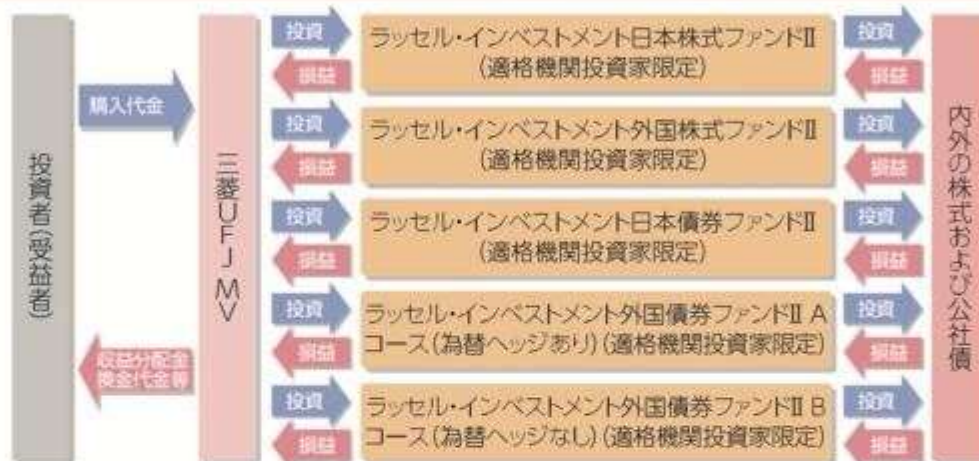 投資者(受益者)
購入代金
収益分配金
換金代金等
三菱UFJ MV
投資
損益
ラッセル・インベストメント日本株式ファンドⅡ
(適格機関投資家限定)
投資
損益
投資
損益
ラッセル・インベストメント外国株式ファンドⅡ
(適格機関投資家限定)
投資
損益
投資
損益
ラッセル・インベストメント日本債券ファンドⅡ
(適格機関投資家限定)
投資
損益
投資
損益
ラッセル・インベストメント外国債券ファンドⅡ A
コース(為替ヘッジあり)(適格機関投資家限定)
投資
損益
投資
損益
ラッセル・インベストメント外国債券ファンドⅡ B
コース(為替ヘッジなし)(適格機関投資家限定)
投資
損益
内外の株式および公社債